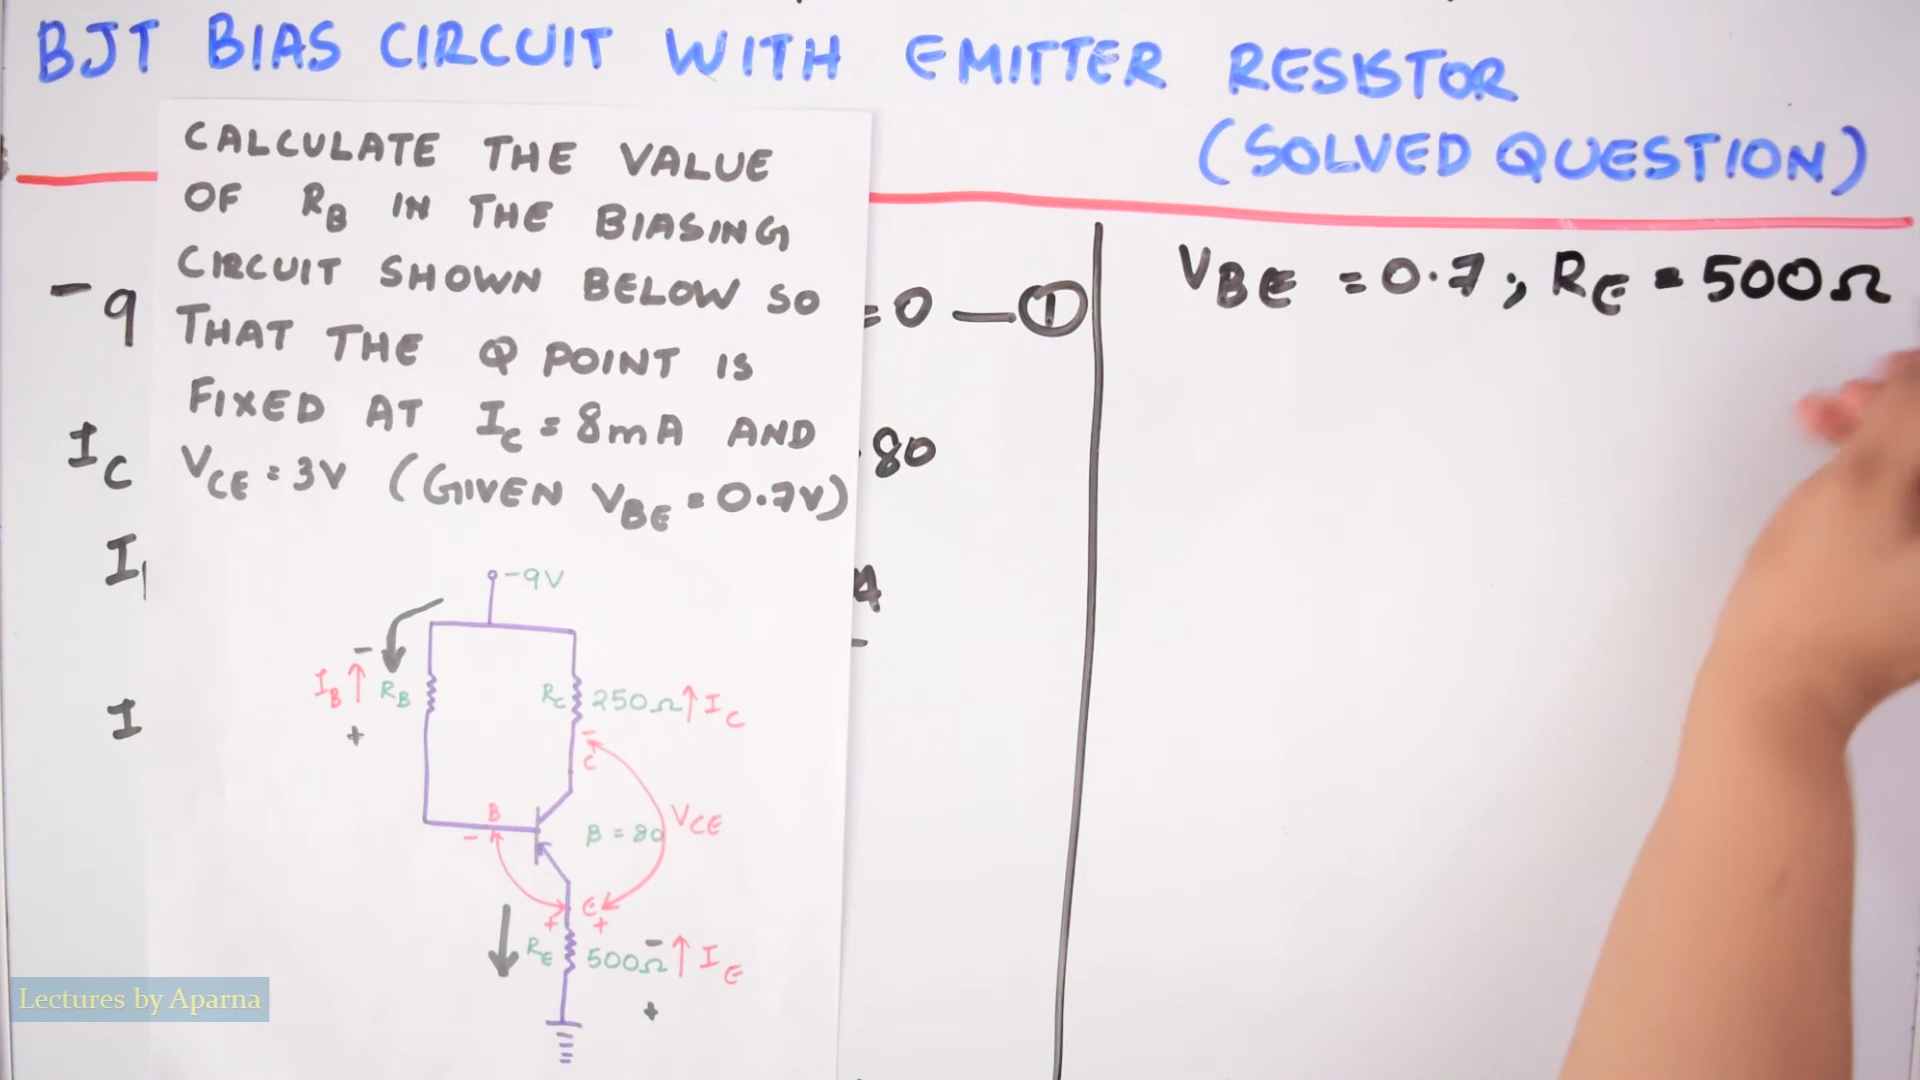 BJT BIAS CIRCUIT WITH EMITTER RESISTOR
(SOLVED QUESTION)
CALCULATE THE VALUE
OF RB IN THE BIASING
CIRCUIT SHOWN BELOW SO
THAT THE Q POINT IS
FIXED AT IC = 8mA AND
VCE = 3V (GIVEN VBE = 0.7V)
-9
=0 — ①
IC
80
I
A
I
VBE = 0.7; RE = 500Ω
-9V
-
IB ↑ RB
+
RC 250Ω ↑ IC
-
C
B
-
β = 80
VCE
E
+ +
RE 500Ω ↑ IE
-
+
Lectures by Aparna